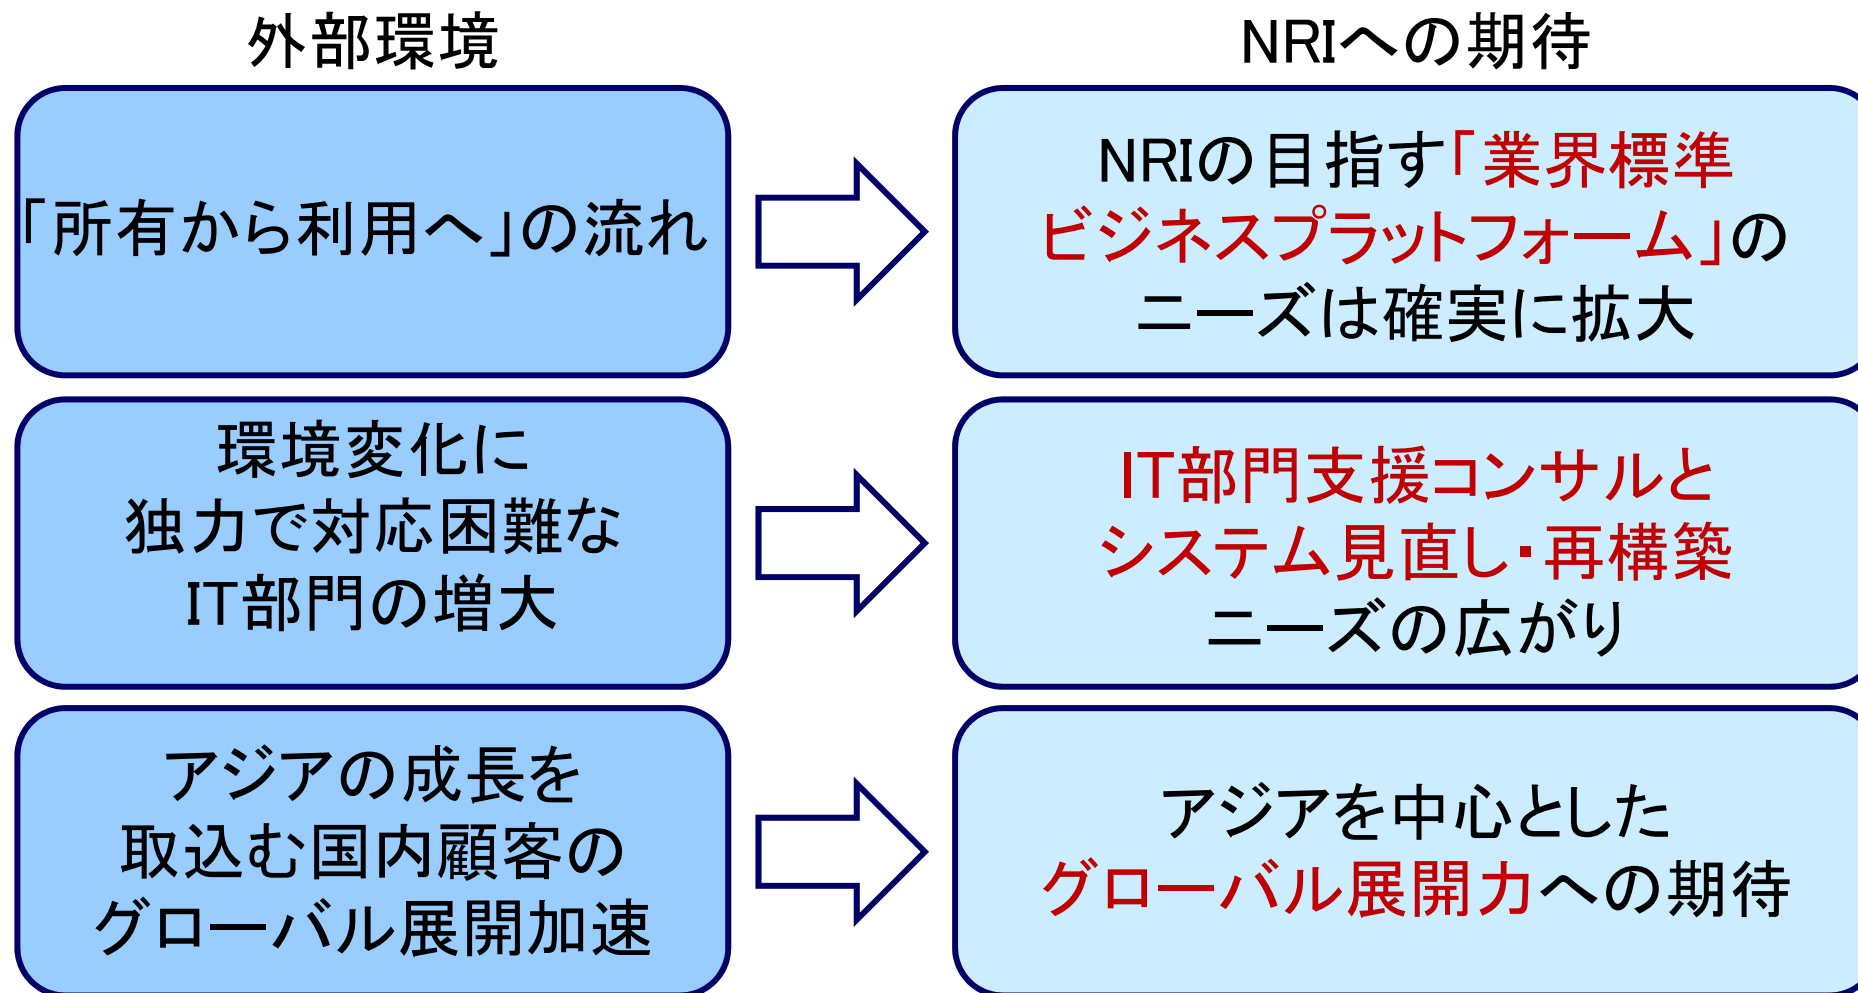 外部環境
NRIへの期待
「所有から利用へ」の流れ
NRIの目指す「業界標準
ビジネスプラットフォーム」の
ニーズは確実に拡大
環境変化に
独力で対応困難な
IT部門の増大
IT部門支援コンサルと
システム見直し・再構築
ニーズの広がり
アジアの成長を
取込む国内顧客の
グローバル展開加速
アジアを中心とした
グローバル展開力への期待